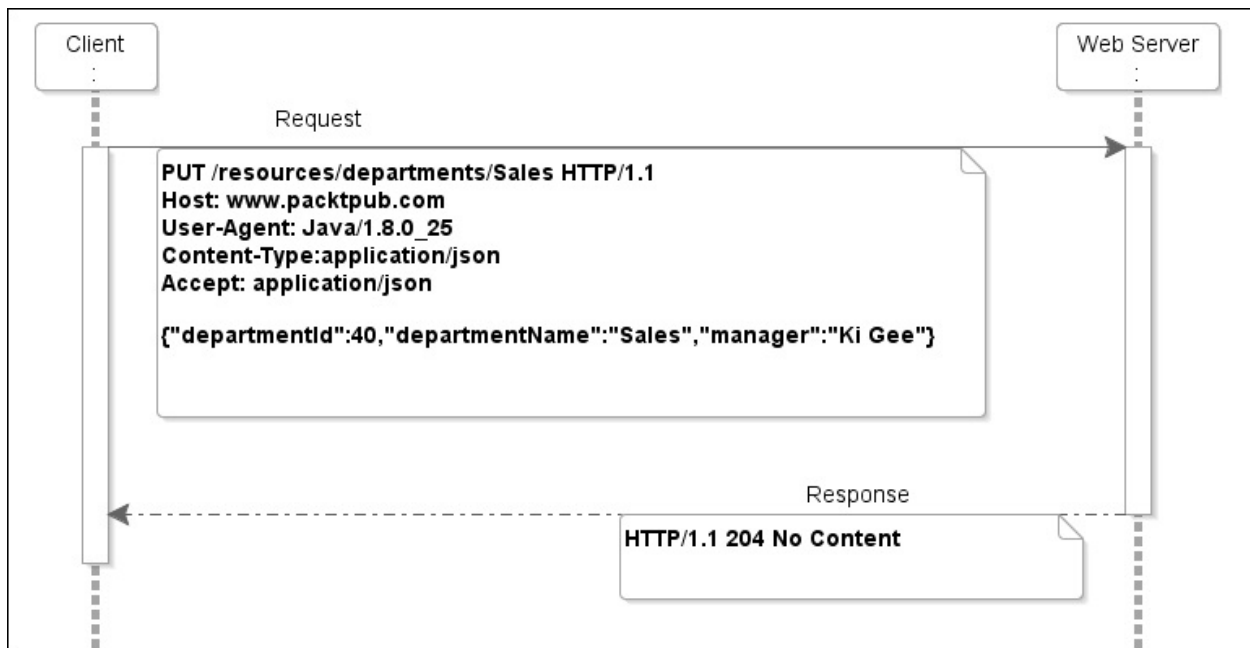 Client
:
Web Server
:
Request
PUT /resources/departments/Sales HTTP/1.1
Host: www.packtpub.com
User-Agent: Java/1.8.0_25
Content-Type:application/json
Accept: application/json
{"departmentId":40,"departmentName":"Sales","manager":"Ki Gee"}
Response
HTTP/1.1 204 No Content